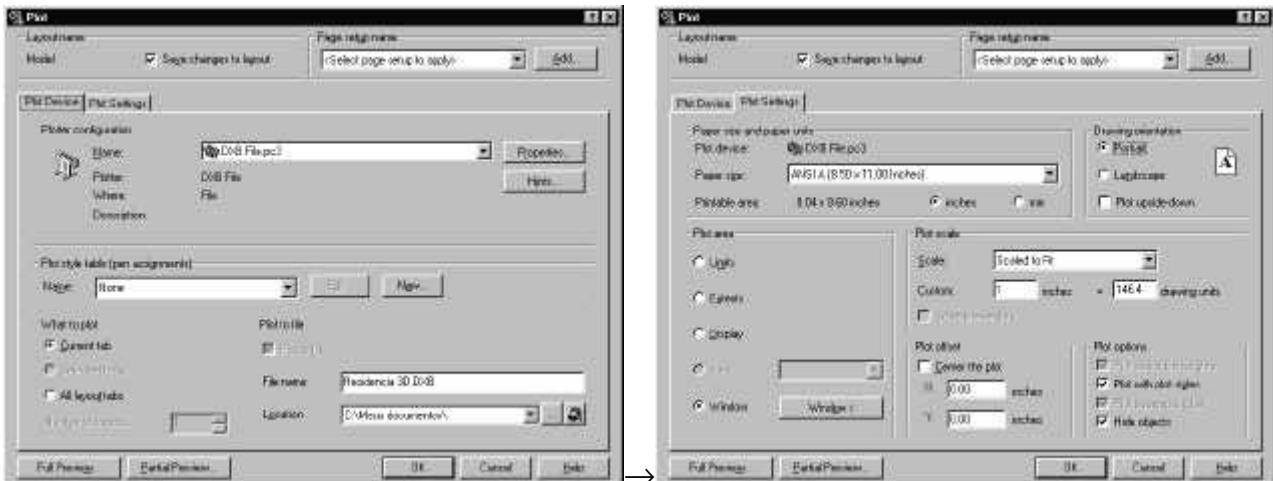 Plot
Layout name
Page setup name
Model
Save changes to layout
<Select page setup to apply>
Add...
Plot Device
Plot Settings
Plotter configuration
Name:
DXB File.pc3
Properties...
Plotter:
DXB File
Hints...
Where:
File
Description:
Plot style table (pen assignments)
Name:
None
New...
What to plot
Plot to file
Current tab
All layout tabs
File name:
Residencia 3D.DXB
Location:
C:\Meus documentos\
...
Full Preview...
Partial Preview...
OK
Cancel
Help
→
Plot
Layout name
Page setup name
Model
Save changes to layout
<Select page setup to apply>
Add...
Plot Device
Plot Settings
Paper size and paper units
Drawing orientation
Plot device:
DXB File.pc3
Portrait
A
Paper size:
ANSI A (8.50 x 11.00 Inches)
Landscape
Printable area:
inches
mm
Plot upside-down
Plot area
Plot scale
Limits
Scale:
Scaled to Fit
Custom:
1
inches
=
146.4
drawing units
Extents
Display
Plot offset
Plot options
Center the plot
X:
0.00
inches
Plot with plot styles
Window
Window <
Y:
0.00
inches
Hide objects
Full Preview...
Partial Preview...
OK
Cancel
Help